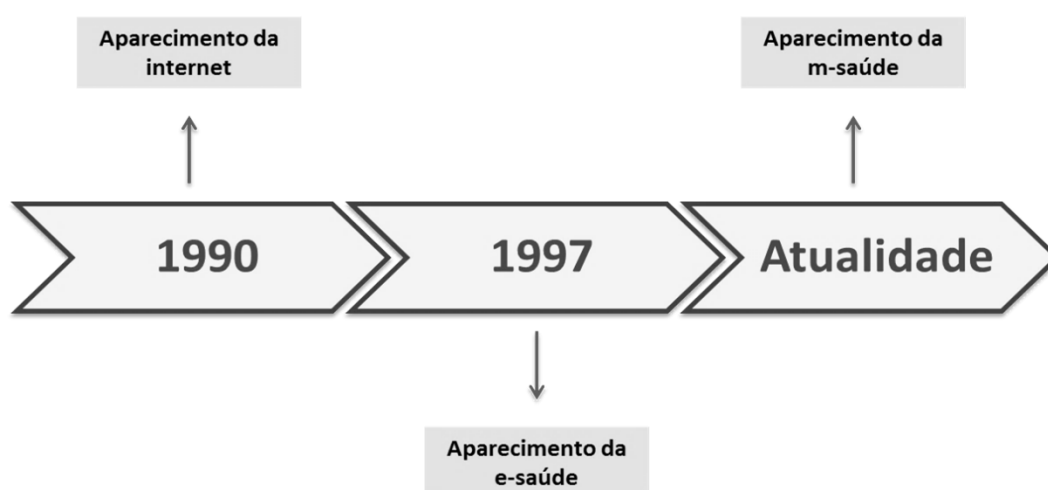 Aparecimento da
internet
Aparecimento da
m-saúde
1990
1997
Atualidade
Aparecimento da
e-saúde